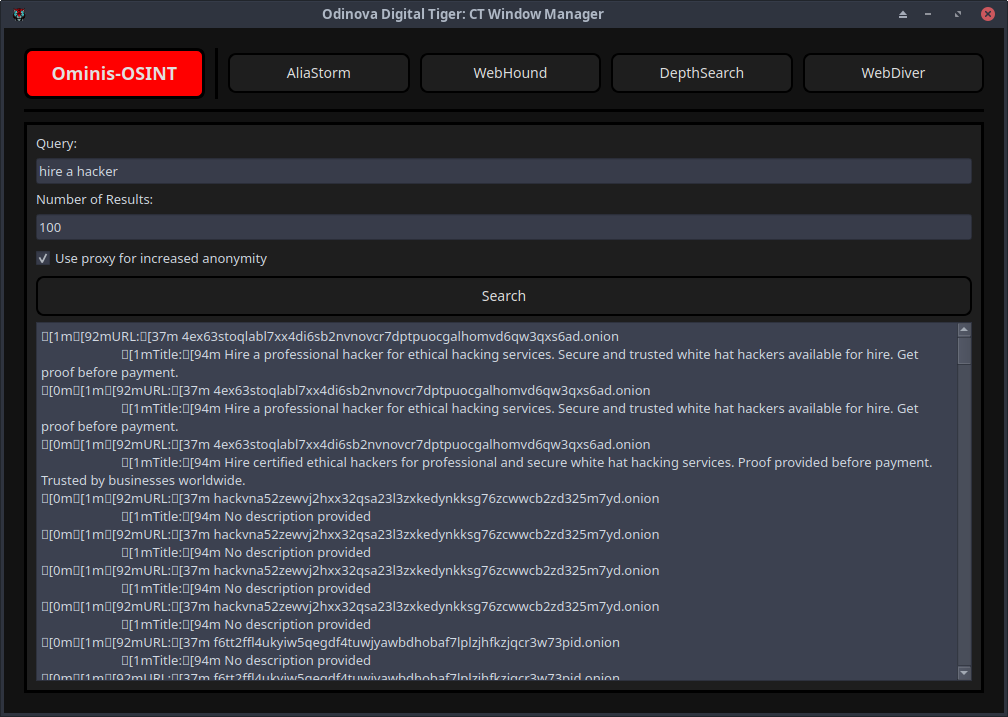 Odinova Digital Tiger: CT Window Manager
Ominis-OSINT
AliaStorm
WebHound
DepthSearch
WebDiver
Query:
hire a hacker
Number of Results:
100
Use proxy for increased anonymity
Search
▯[1m▯[92mURL:▯[37m 4ex63stoqlabl7xx4di6sb2nvnovcr7dptpuocgalhomvd6qw3qxs6ad.onion
▯[1mTitle:▯[94m Hire a professional hacker for ethical hacking services. Secure and trusted white hat hackers available for hire. Get
proof before payment.
▯[0m▯[1m▯[92mURL:▯[37m 4ex63stoqlabl7xx4di6sb2nvnovcr7dptpuocgalhomvd6qw3qxs6ad.onion
▯[1mTitle:▯[94m Hire a professional hacker for ethical hacking services. Secure and trusted white hat hackers available for hire. Get
proof before payment.
▯[0m▯[1m▯[92mURL:▯[37m 4ex63stoqlabl7xx4di6sb2nvnovcr7dptpuocgalhomvd6qw3qxs6ad.onion
▯[1mTitle:▯[94m Hire certified ethical hackers for professional and secure white hat hacking services. Proof provided before payment.
Trusted by businesses worldwide.
▯[0m▯[1m▯[92mURL:▯[37m hackvna52zewvj2hxx32qsa23l3zxkedynkksg76zcwwcb2zd325m7yd.onion
▯[1mTitle:▯[94m No description provided
▯[0m▯[1m▯[92mURL:▯[37m hackvna52zewvj2hxx32qsa23l3zxkedynkksg76zcwwcb2zd325m7yd.onion
▯[1mTitle:▯[94m No description provided
▯[0m▯[1m▯[92mURL:▯[37m hackvna52zewvj2hxx32qsa23l3zxkedynkksg76zcwwcb2zd325m7yd.onion
▯[1mTitle:▯[94m No description provided
▯[0m▯[1m▯[92mURL:▯[37m hackvna52zewvj2hxx32qsa23l3zxkedynkksg76zcwwcb2zd325m7yd.onion
▯[1mTitle:▯[94m No description provided
▯[0m▯[1m▯[92mURL:▯[37m f6tt2ffl4ukyiw5qegdf4tuwjyawbdhobaf7lplzjhfkzjqcr3w73pid.onion
▯[1mTitle:▯[94m No description provided
▯[0m▯[1m▯[92mURL:▯[37m f6tt2ffl4ukyiw5qegdf4tuwjyawbdhobaf7lplzjhfkzjqcr3w73pid.onion